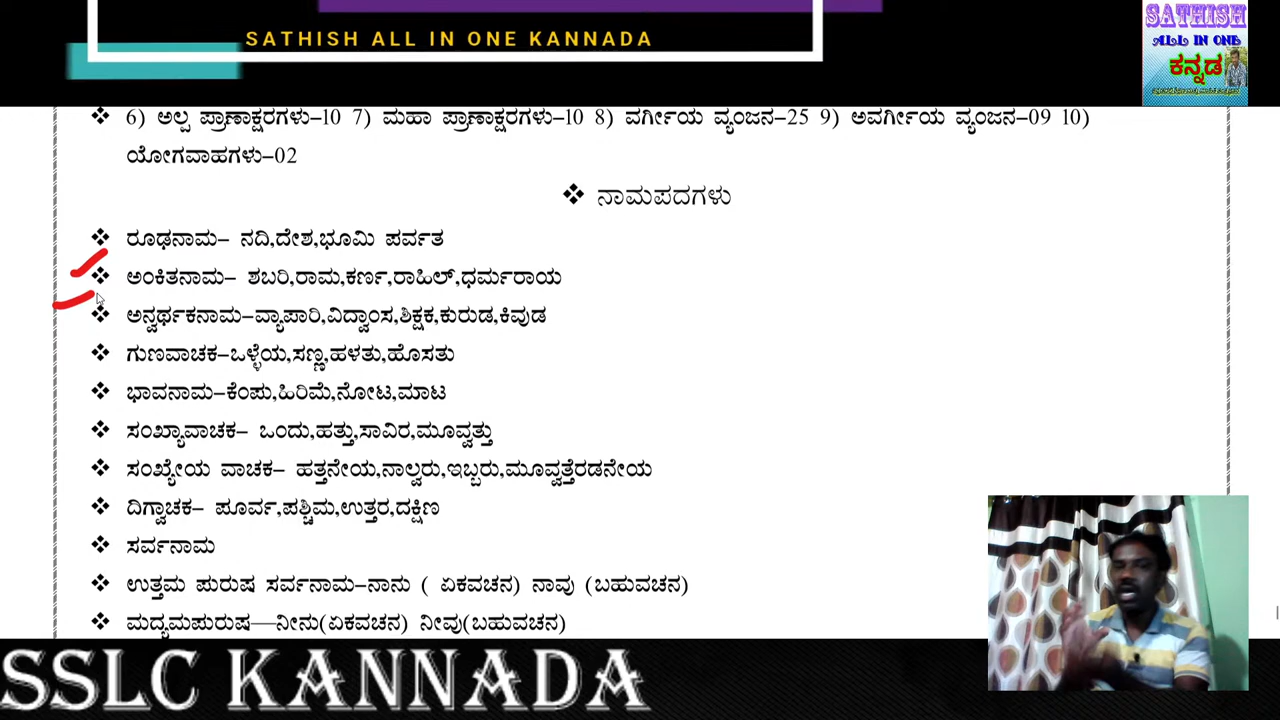 SATHISH ALL IN ONE KANNADA
SATHISH
ALL IN ONE
ಕನ್ನಡ
6) ಅಲ್ಪ ಪ್ರಾಣಾಕ್ಷರಗಳು-10 7) ಮಹಾ ಪ್ರಾಣಾಕ್ಷರಗಳು-10 8) ವರ್ಗೀಯ ವ್ಯಂಜನ-25 9) ಅವರ್ಗೀಯ ವ್ಯಂಜನ-09 10)
ಯೋಗವಾಹಗಳು-02
ನಾಮಪದಗಳು
ರೂಢನಾಮ- ನದಿ,ದೇಶ,ಭೂಮಿ ಪರ್ವತ
ಅಂಕಿತನಾಮ- ಶಬರಿ,ರಾಮ,ಕರ್ಣ,ರಾಹಿಲ್,ಧರ್ಮರಾಯ
ಅನ್ವರ್ಥಕನಾಮ-ವ್ಯಾಪಾರಿ,ವಿದ್ವಾಂಸ,ಶಿಕ್ಷಕ,ಕುರುಡ,ಕಿವುಡ
ಗುಣವಾಚಕ-ಒಳ್ಳೆಯ,ಸಣ್ಣ,ಹಳತು,ಹೊಸತು
ಭಾವನಾಮ-ಕೆಂಪು,ಹಿರಿಮೆ,ನೋಟ,ಮಾಟ
ಸಂಖ್ಯಾವಾಚಕ- ಒಂದು,ಹತ್ತು,ಸಾವಿರ,ಮೂವ್ವತ್ತು
ಸಂಖ್ಯೇಯ ವಾಚಕ- ಹತ್ತನೇಯ,ನಾಲ್ವರು,ಇಬ್ಬರು,ಮೂವ್ವತ್ತೆರಡನೇಯ
ದಿಗ್ವಾಚಕ- ಪೂರ್ವ,ಪಶ್ಚಿಮ,ಉತ್ತರ,ದಕ್ಷಿಣ
ಸರ್ವನಾಮ
ಉತ್ತಮ ಪುರುಷ ಸರ್ವನಾಮ-ನಾನು ( ಏಕವಚನ) ನಾವು (ಬಹುವಚನ)
ಮದ್ಯಮಪುರುಷ—ನೀನು(ಏಕವಚನ) ನೀವು(ಬಹುವಚನ)
SSLC KANNADA